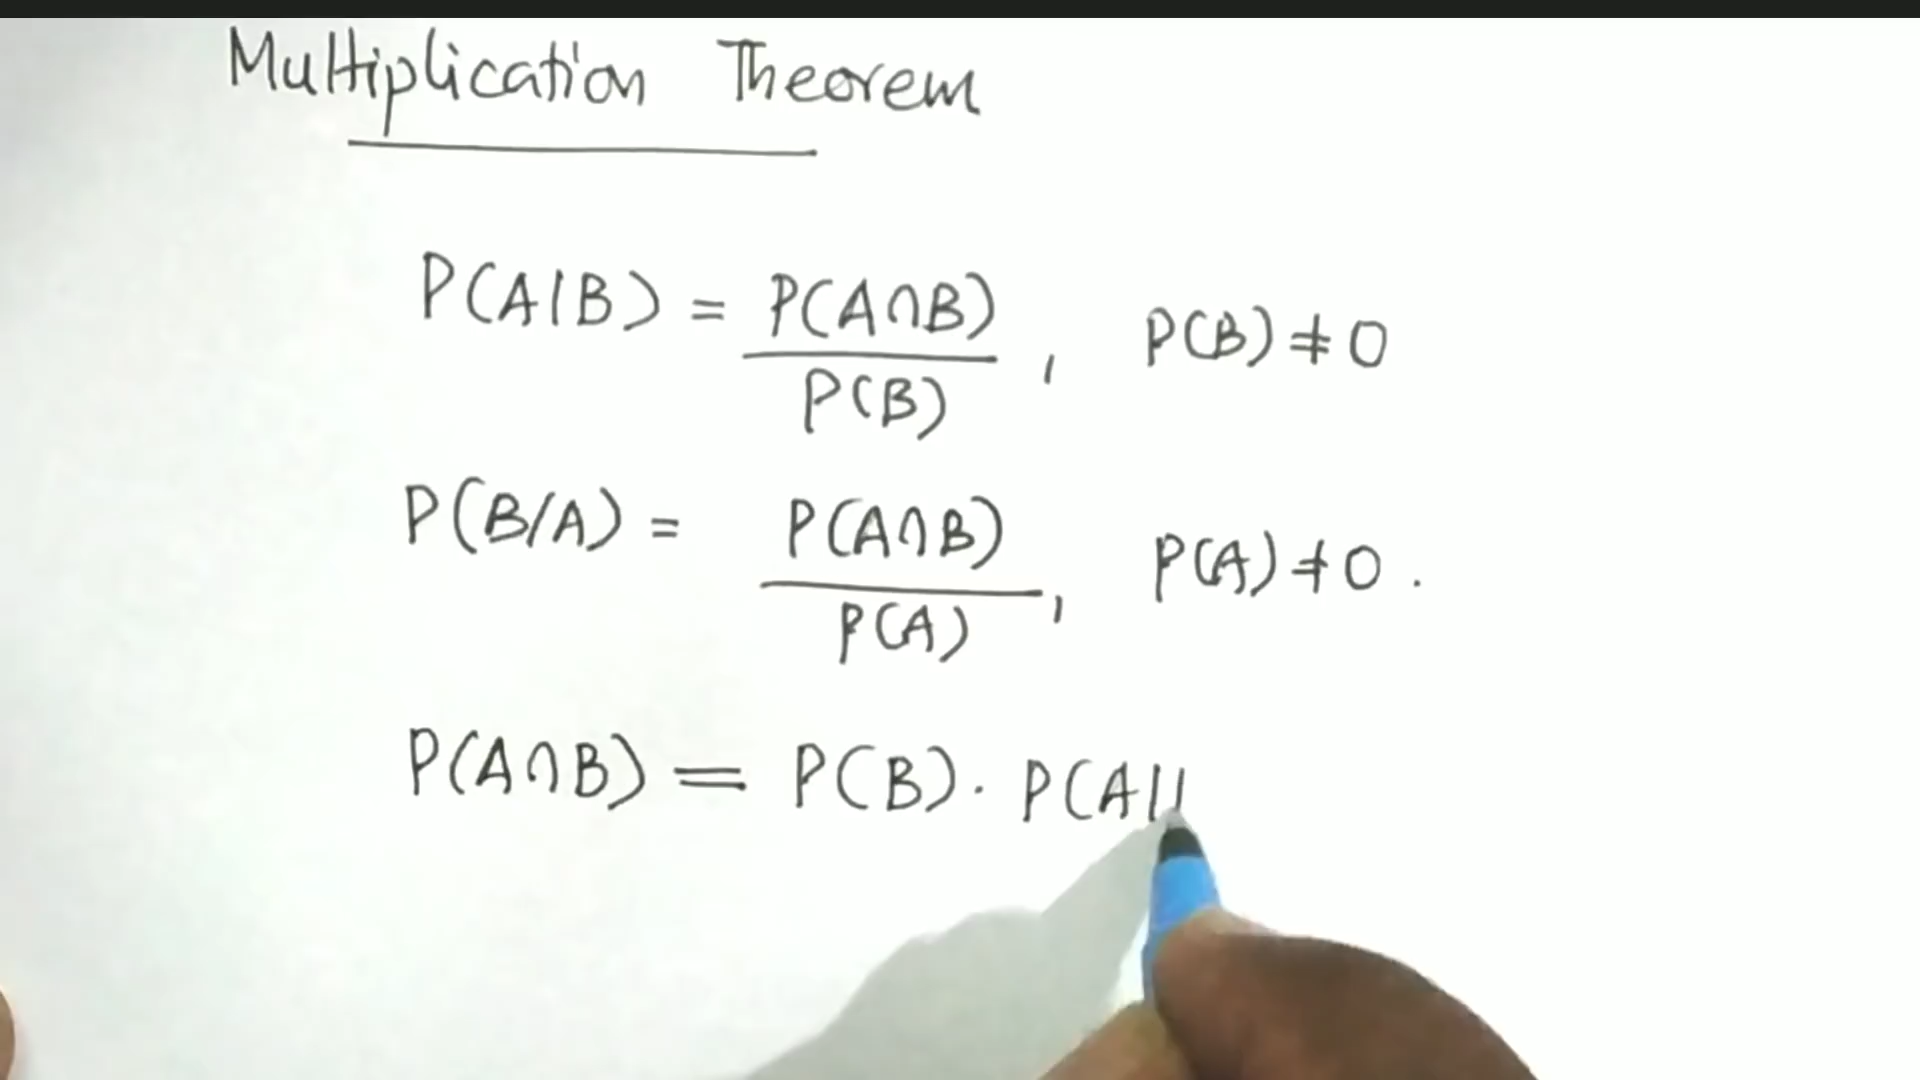 Multiplication Theorem
P(A|B) = P(A∩B) / P(B) , P(B) ≠ 0
P(B/A) = P(A∩B) / P(A) , P(A) ≠ 0 .
P(A∩B) = P(B) · P(A|